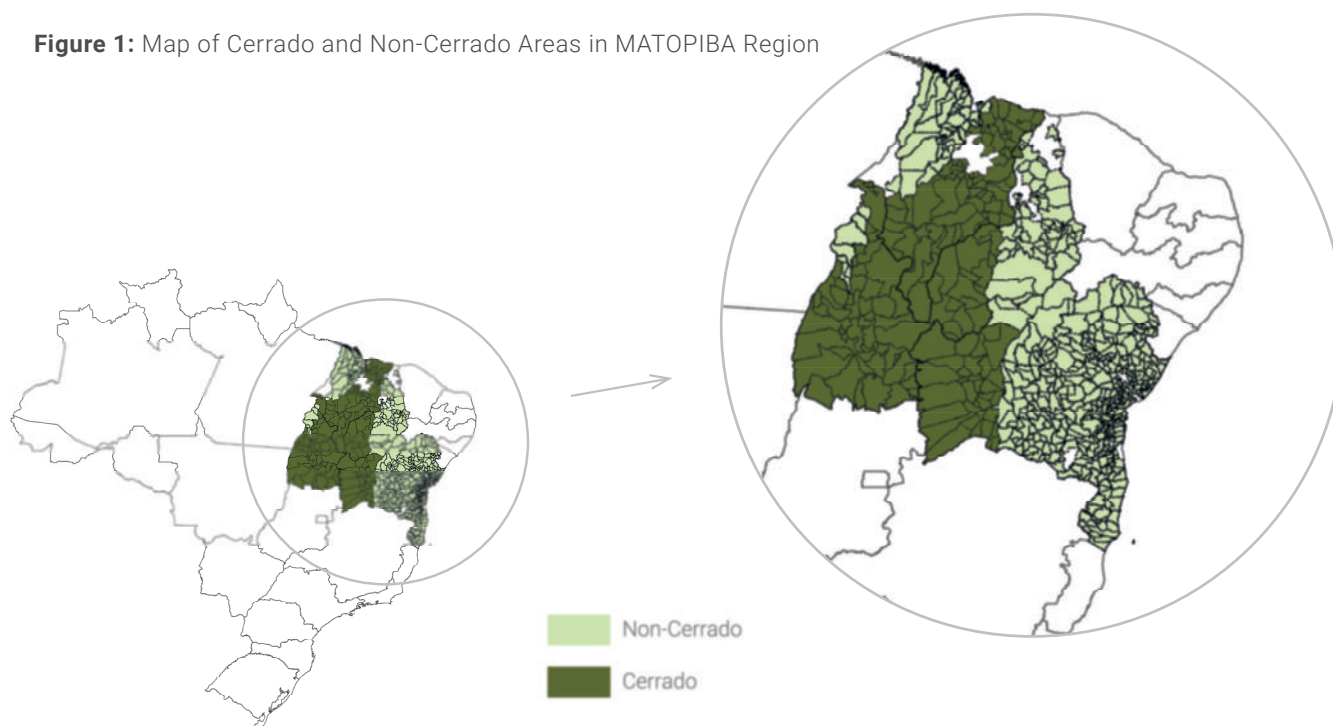 Figure 1: Map of Cerrado and Non-Cerrado Areas in MATOPIBA Region
Non-Cerrado
Cerrado